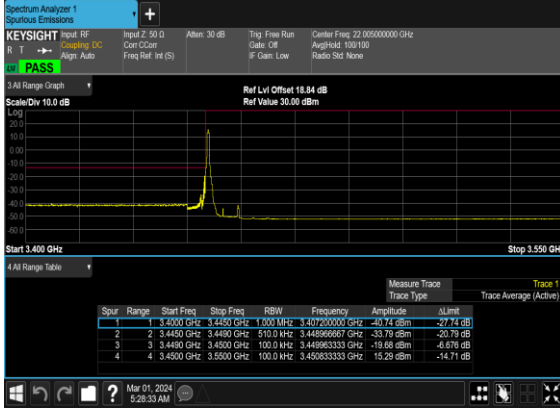 Spectrum Analyzer 1
Spurious Emissions
+
KEYSIGHT Input: RF Input Z: 50 Ω Atten: 30 dB Trig: Free Run Center Freq: 22.005000000 GHz
R T Coupling: DC Corr CCorr Gate: Off Avg|Hold: 100/100
Align: Auto Freq Ref: Int (S) IF Gain: Low Radio Std: None
PASS
3.All Range Graph Ref Lvl Offset 18.84 dB
Scale/Div 10.0 dB Ref Value 30.00 dBm
Log
20.0
10.0
0.00
-10.0
-20.0
-30.0
-40.0
-50.0
-60.0
Start 3.400 GHz Stop 3.550 GH
4.All Range Table
Measure Trace Trace 1
Trace Type Trace Average (Active)
Spur Range Start Freq Stop Freq RBW Frequency Amplitude ΔLimit
1 1 3.4000 GHz 3.4450 GHz 1.000 MHz 3.407200000 GHz -40.74 dBm -27.74 dB
2 2 3.4450 GHz 3.4490 GHz 510.0 kHz 3.448966667 GHz -33.79 dBm -20.79 dB
3 3 3.4490 GHz 3.4500 GHz 100.0 kHz 3.449963333 GHz -19.68 dBm -6.676 dB
4 4 3.4500 GHz 3.5500 GHz 100.0 kHz 3.450833333 GHz 15.29 dBm -14.71 dB
? Mar 01, 2024
5:28:33 AM